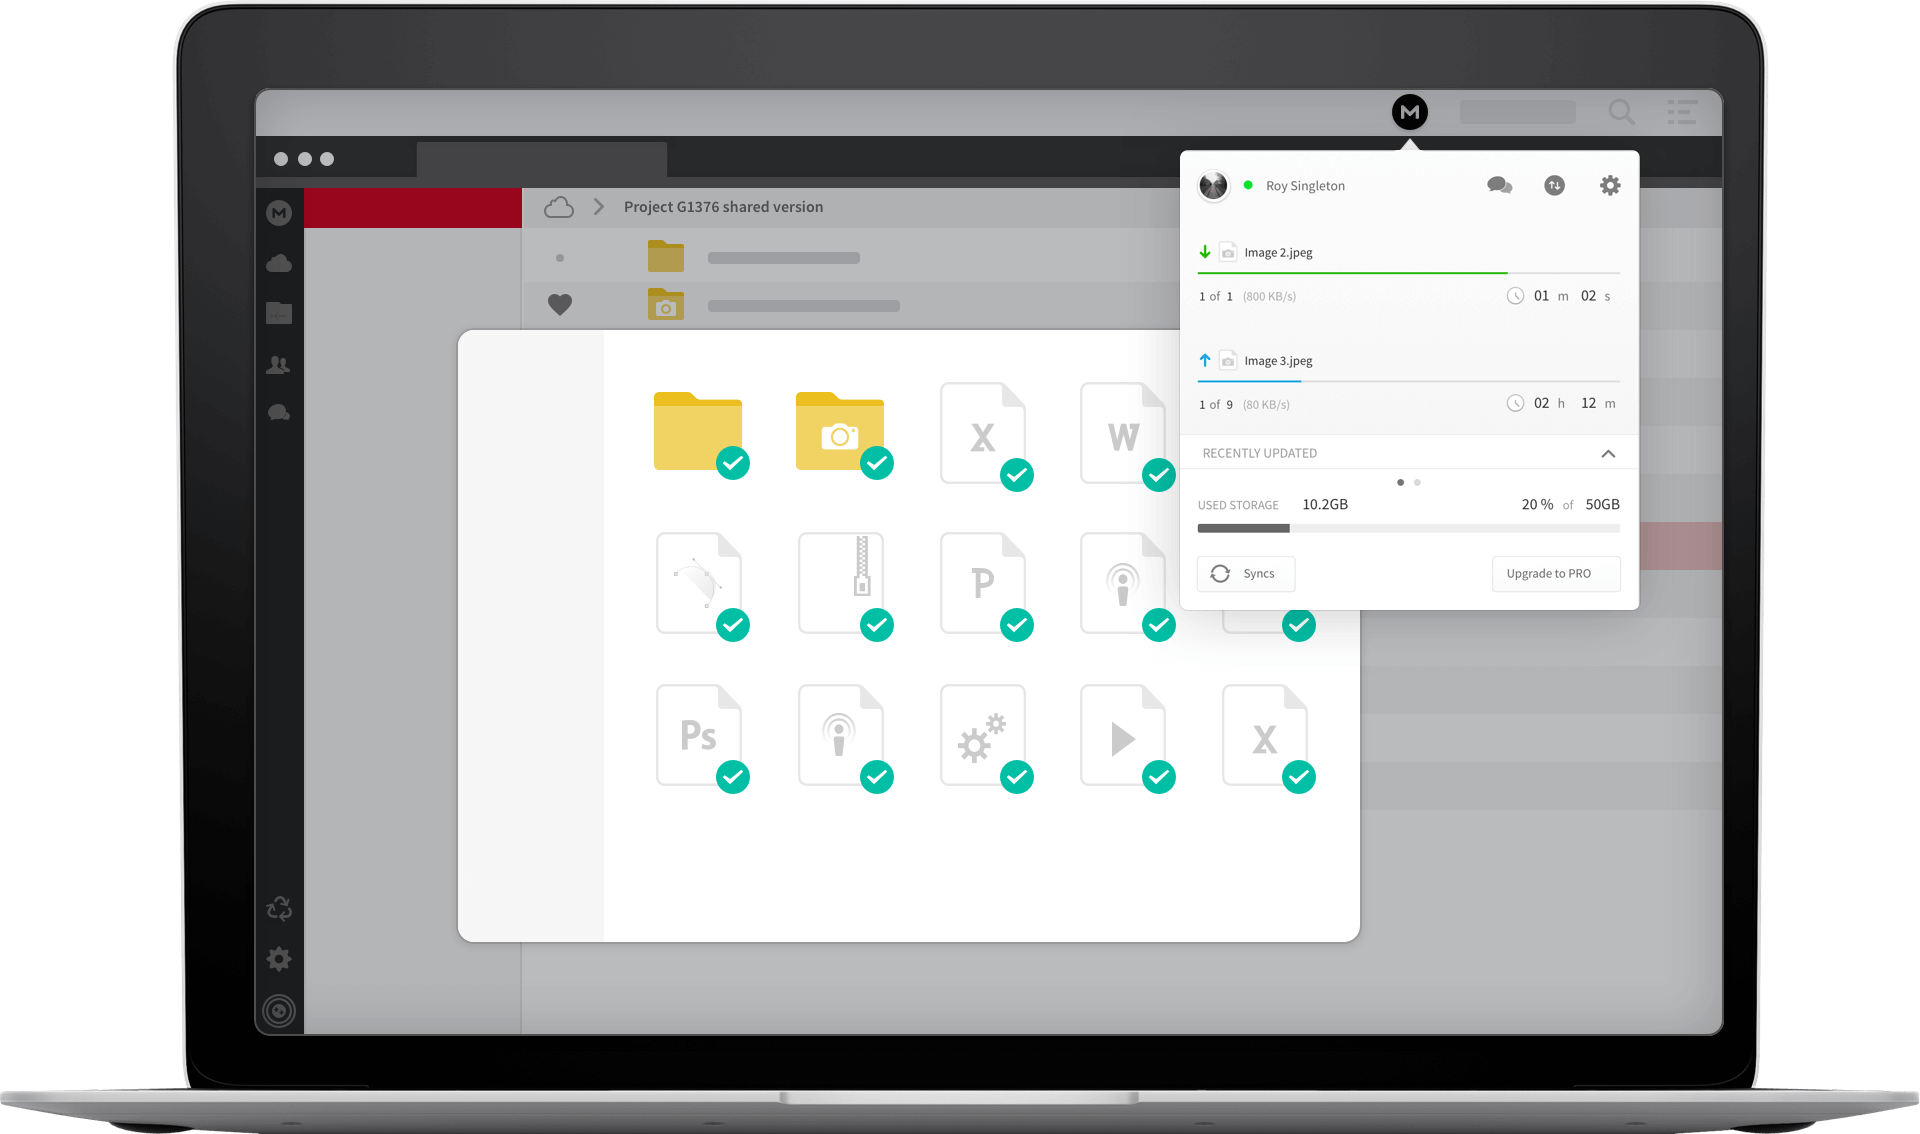 M
Roy Singleton
M
Project G1376 shared version
Image 2.jpeg
1 of 1 (800 KB/s) 01 m 02 s
Image 3.jpeg
1 of 9 (80 KB/s) 02 h 12 m
X W
RECENTLY UPDATED
USED STORAGE 10.2GB 20 % of 50GB
Syncs Upgrade to PRO
P
Ps X